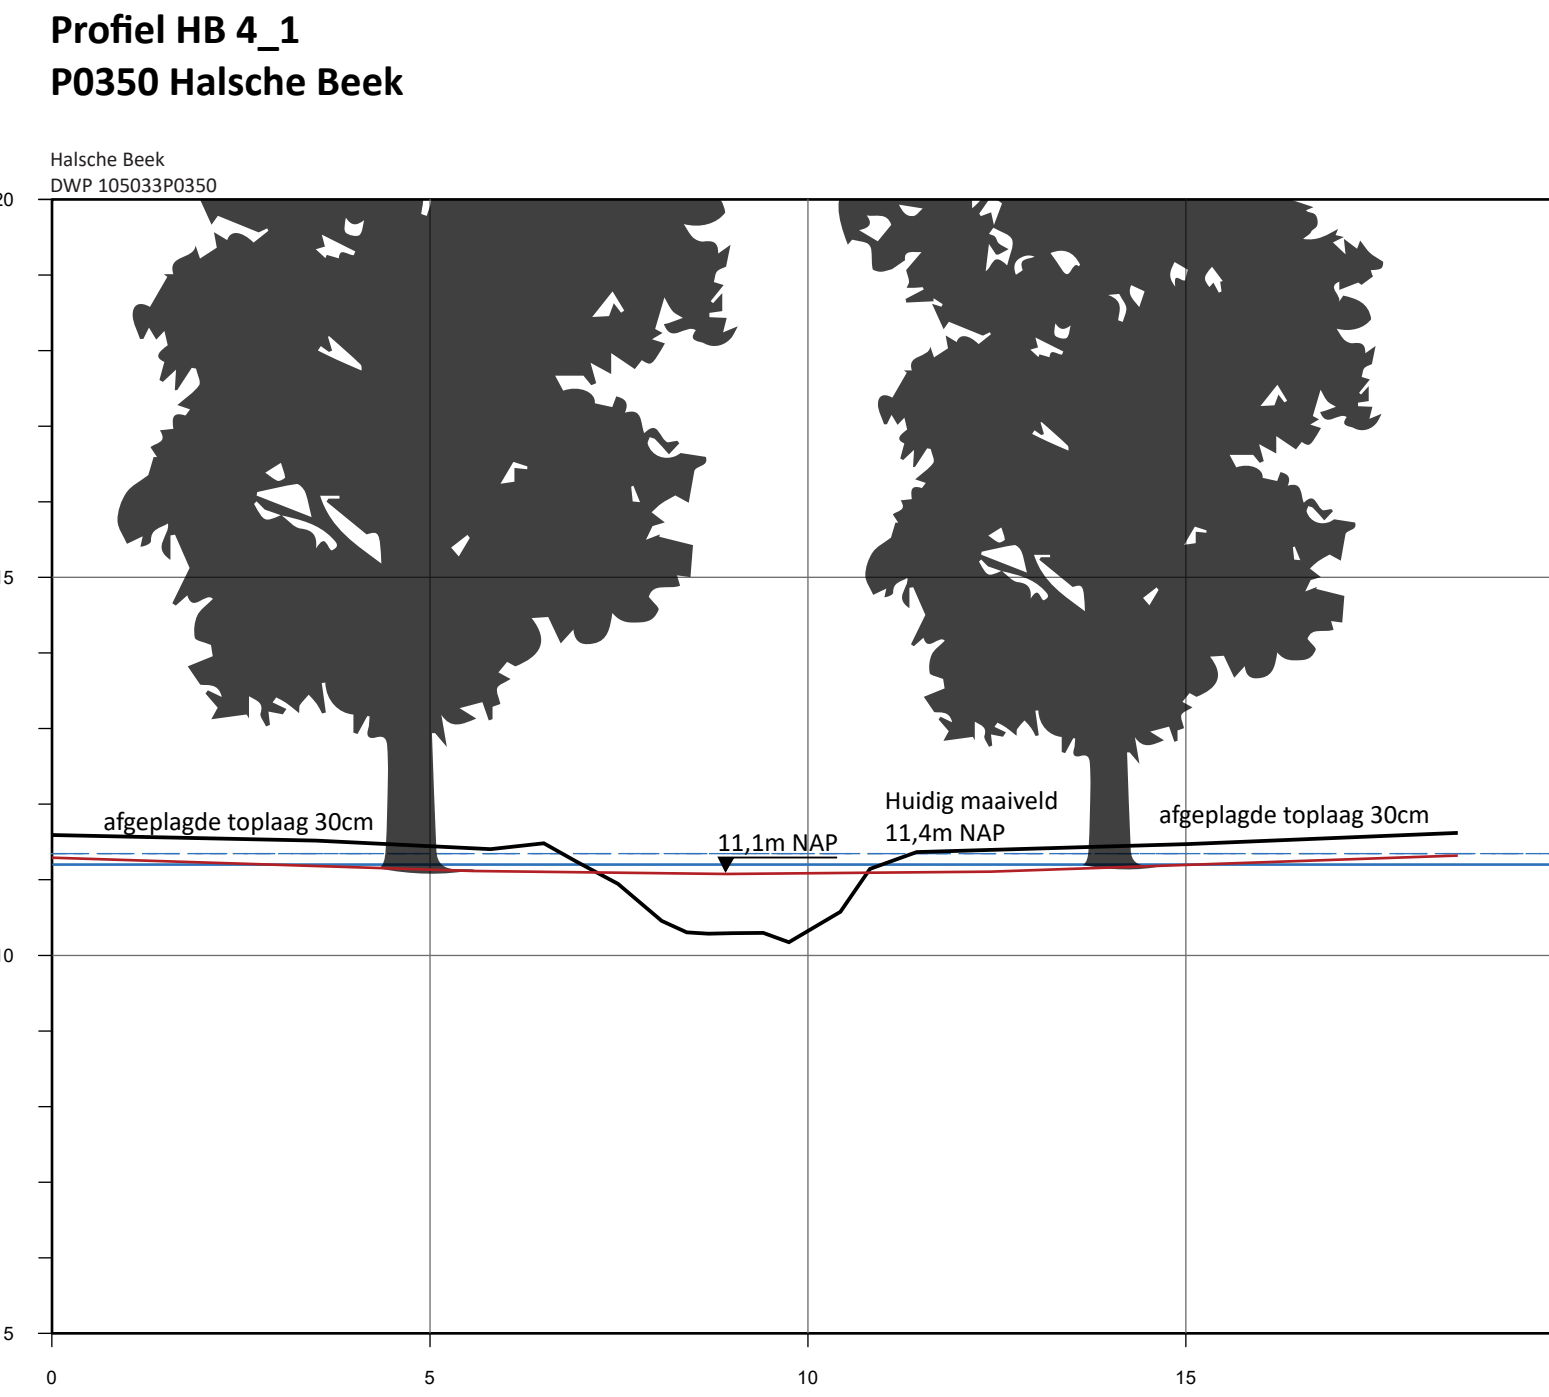 Profiel HB 4_1
P0350 Halsche Beek
Halsche Beek
DWP 105033P0350
20
15
10
5
afgeplagde toplaag 30cm
11,1m NAP
Huidig maaiveld
11,4m NAP
afgeplagde toplaag 30cm
0
5
10
15